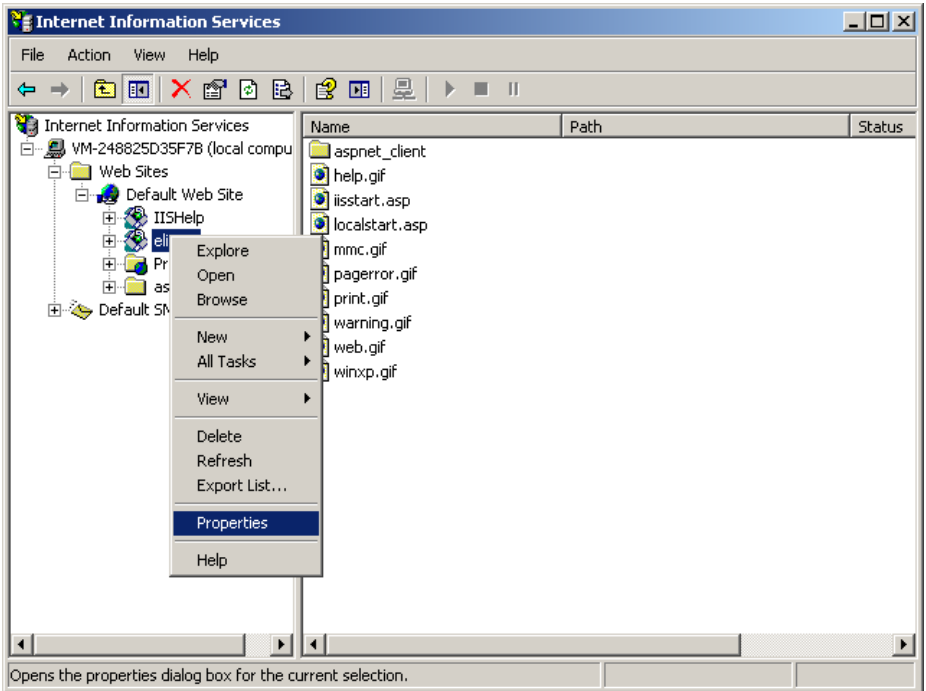 Internet Information Services
File Action View Help
Internet Information Services
VM-248825D35F7B (local compu
Web Sites
Default Web Site
IISHelp
eli
Pr
as
Default SM
Name Path Status
aspnet_client
help.gif
iisstart.asp
localstart.asp
mmc.gif
pagerror.gif
print.gif
warning.gif
web.gif
winxp.gif
Explore
Open
Browse
New
All Tasks
View
Delete
Refresh
Export List...
Properties
Help
Opens the properties dialog box for the current selection.